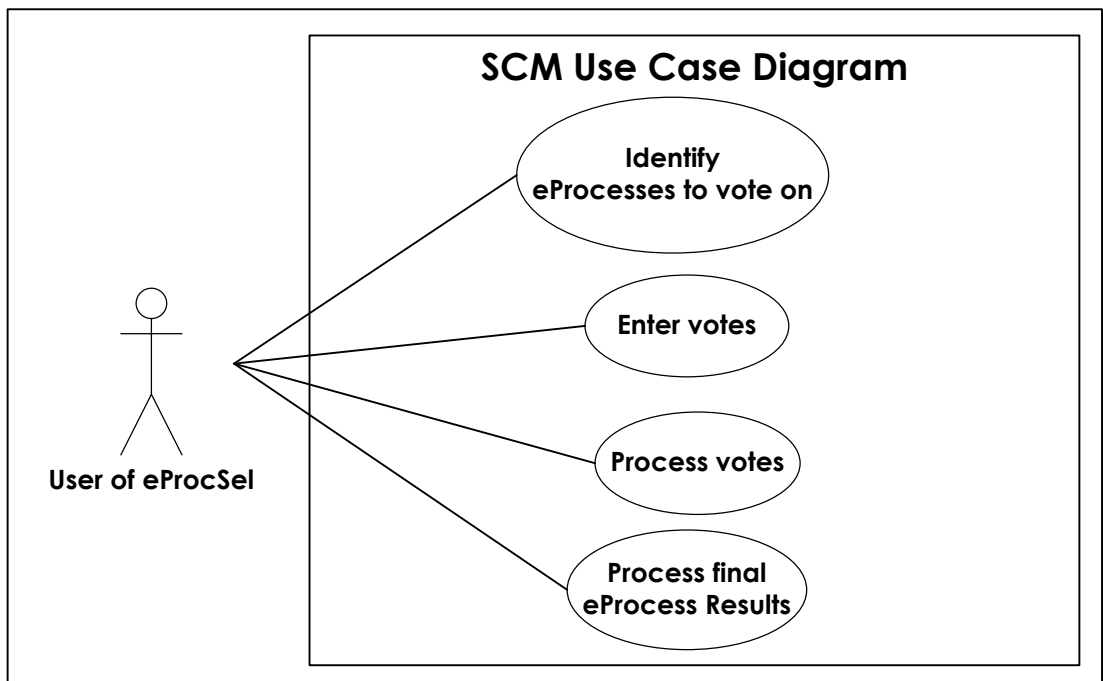 SCM Use Case Diagram
Identify
eProcesses to vote on
Enter votes
Process votes
User of eProcSel
Process final
eProcess Results